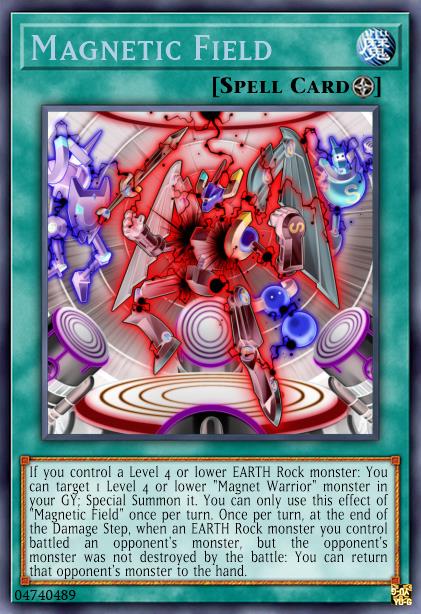 Magnetic Field
魔
[Spell Card]
If you control a Level 4 or lower EARTH Rock monster: You
can target 1 Level 4 or lower "Magnet Warrior" monster in
your GY; Special Summon it. You can only use this effect of
"Magnetic Field" once per turn. Once per turn, at the end of
the Damage Step, when an EARTH Rock monster you control
battled an opponent's monster, but the opponent's
monster was not destroyed by the battle: You can return
that opponent's monster to the hand.
04740489